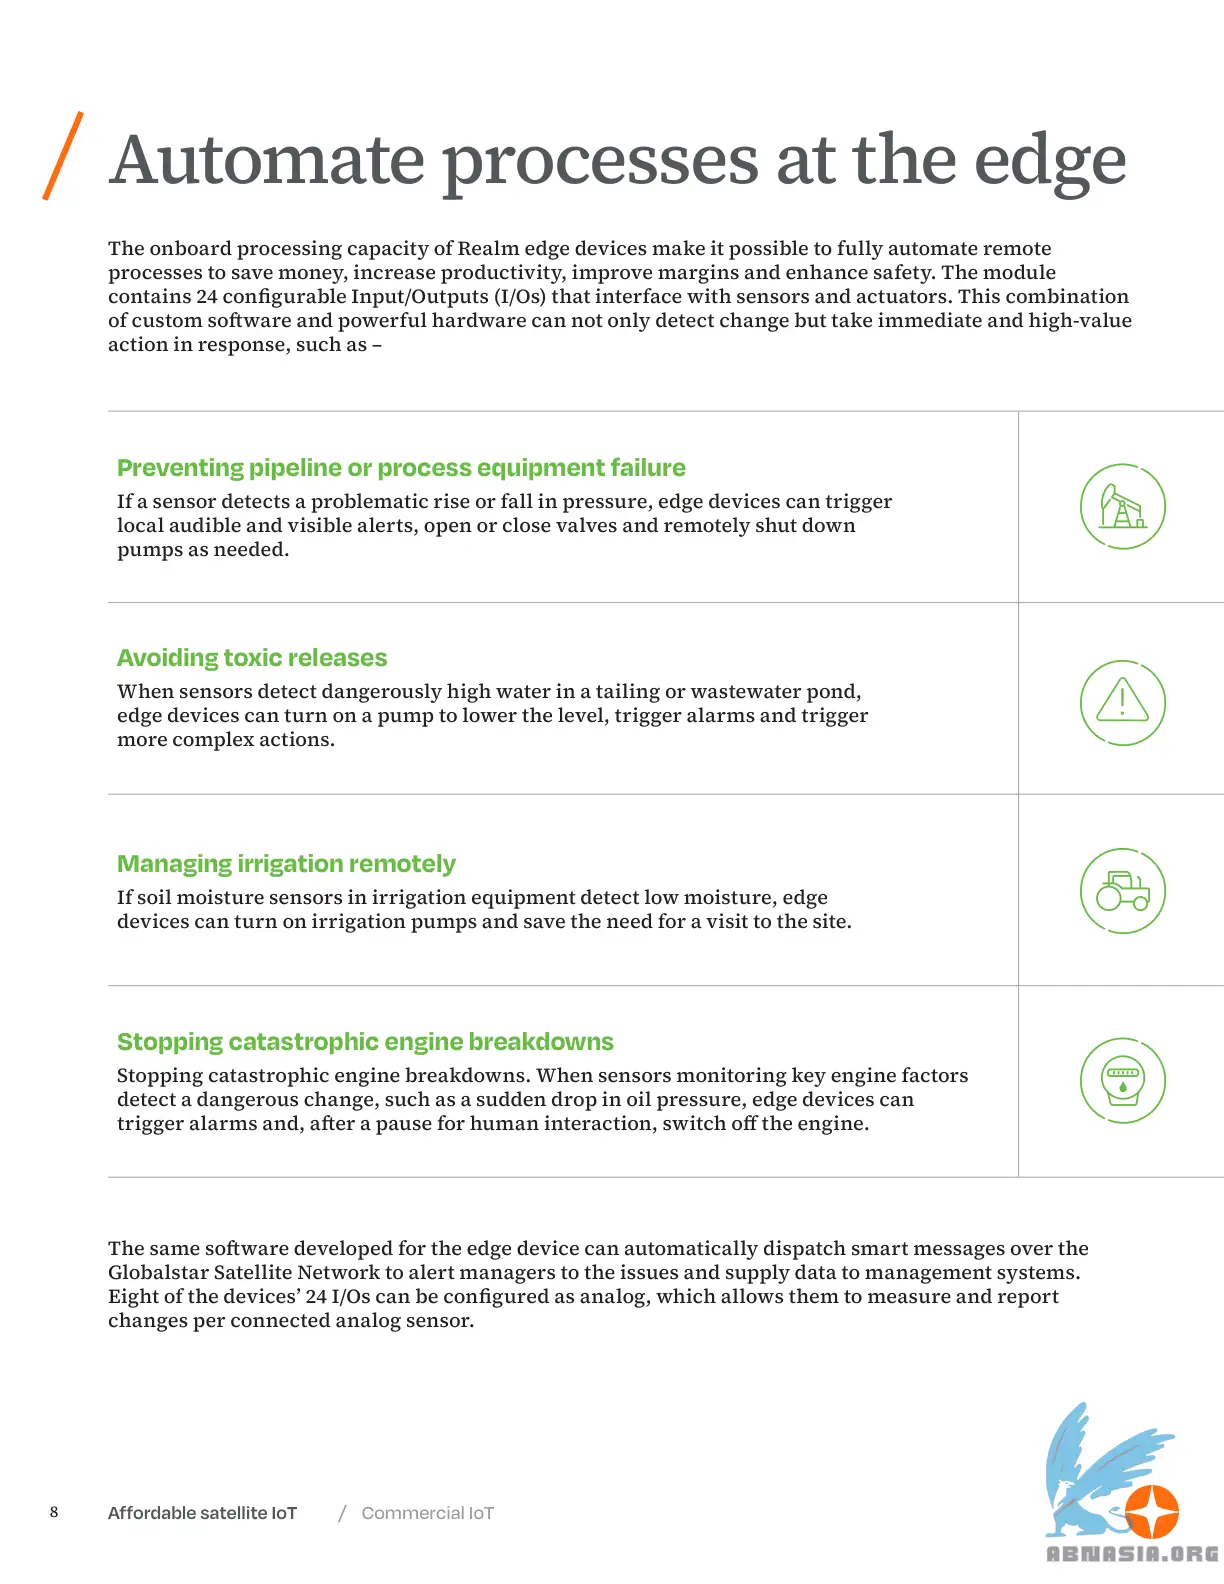 Automate processes at the edge
The onboard processing capacity of Realm edge devices make it possible to fully automate remote
processes to save money, increase productivity, improve margins and enhance safety. The module
contains 24 configurable Input/Outputs (I/Os) that interface with sensors and actuators. This combination
of custom software and powerful hardware can not only detect change but take immediate and high-value
action in response, such as –
Preventing pipeline or process equipment failure
If a sensor detects a problematic rise or fall in pressure, edge devices can trigger
local audible and visible alerts, open or close valves and remotely shut down
pumps as needed.
Avoiding toxic releases
When sensors detect dangerously high water in a tailing or wastewater pond,
edge devices can turn on a pump to lower the level, trigger alarms and trigger
more complex actions.
Managing irrigation remotely
If soil moisture sensors in irrigation equipment detect low moisture, edge
devices can turn on irrigation pumps and save the need for a visit to the site.
Stopping catastrophic engine breakdowns
Stopping catastrophic engine breakdowns. When sensors monitoring key engine factors
detect a dangerous change, such as a sudden drop in oil pressure, edge devices can
trigger alarms and, after a pause for human interaction, switch off the engine.
The same software developed for the edge device can automatically dispatch smart messages over the
Globalstar Satellite Network to alert managers to the issues and supply data to management systems.
Eight of the devices’ 24 I/Os can be configured as analog, which allows them to measure and report
changes per connected analog sensor.
8 Affordable satellite IoT / Commercial IoT
ABNASIA.ORG